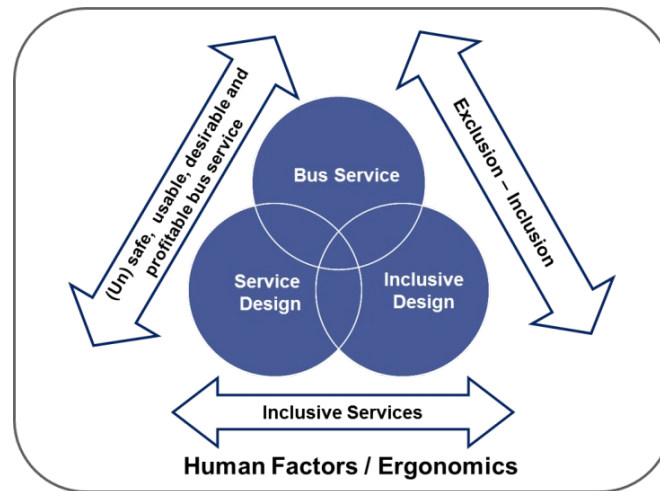 (Un) safe, usable, desirable and
profitable bus service
Exclusion – Inclusion
Bus Service
Service
Design
Inclusive
Design
Inclusive Services
Human Factors / Ergonomics